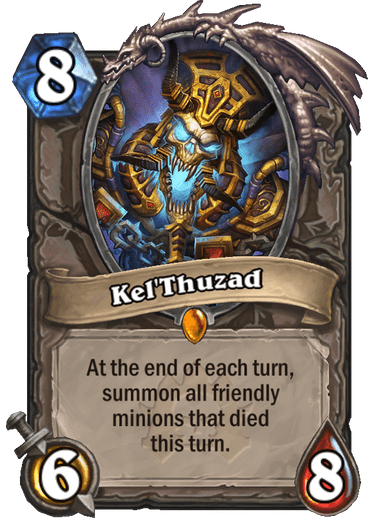 8
Kel'Thuzad
At the end of each turn,
summon all friendly
minions that died
this turn.
6
8